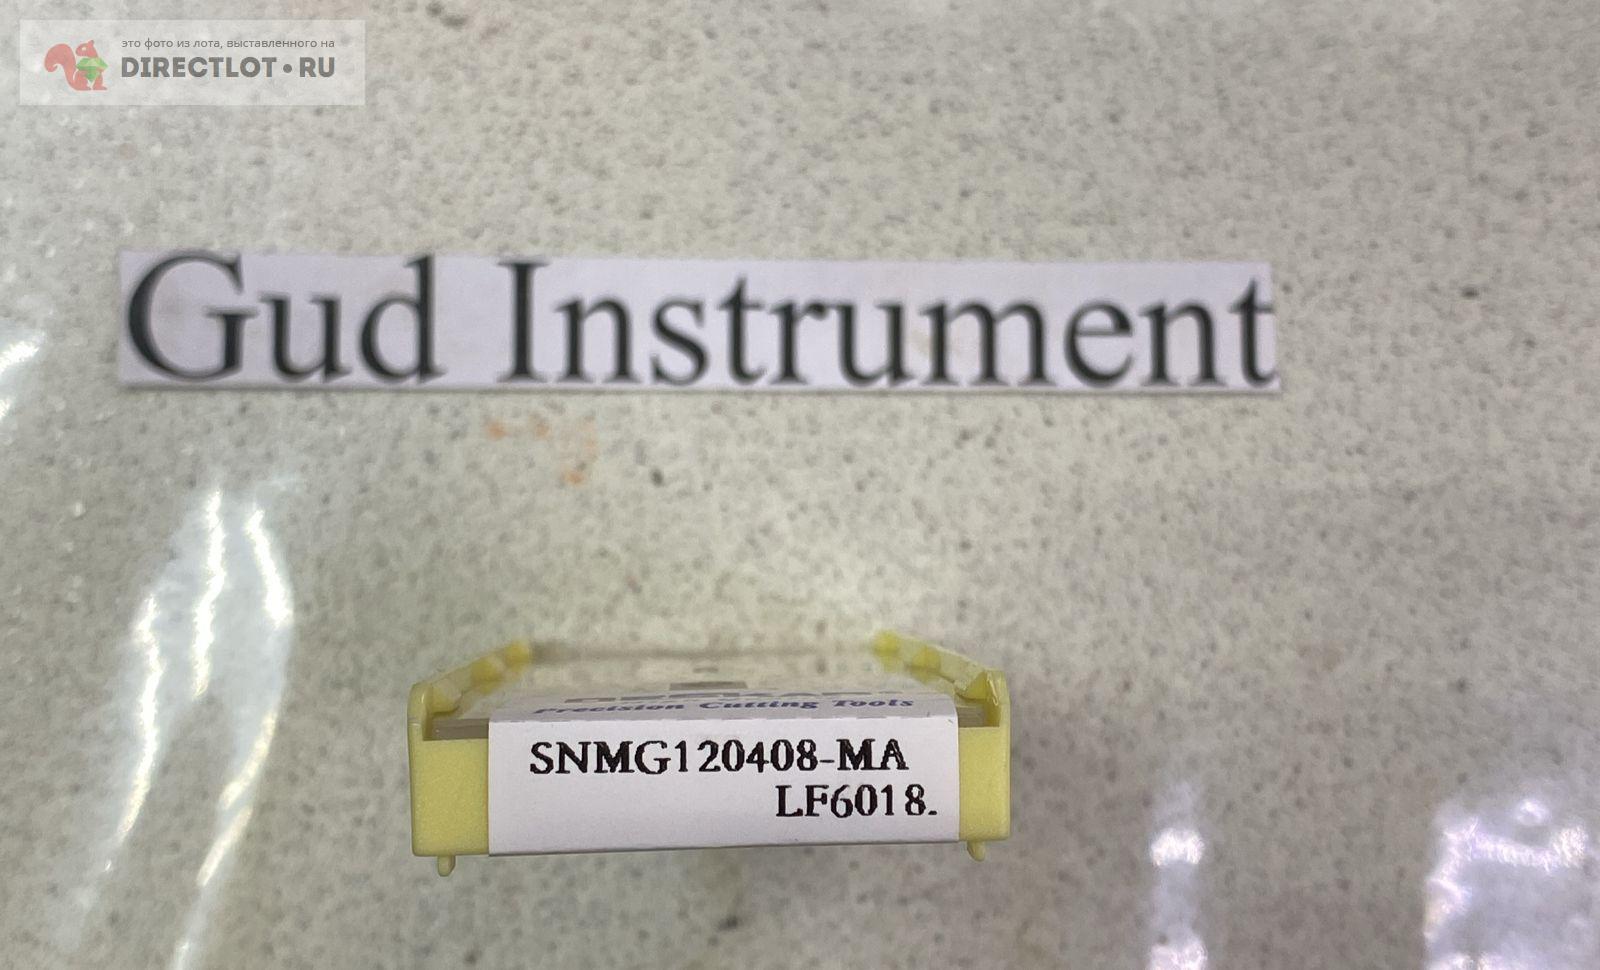 это фото из лота, выставленного на
DIRECTLOT•RU
Gud Instrument
Precision Cutting Tools
SNMG120408-MA
LF6018.